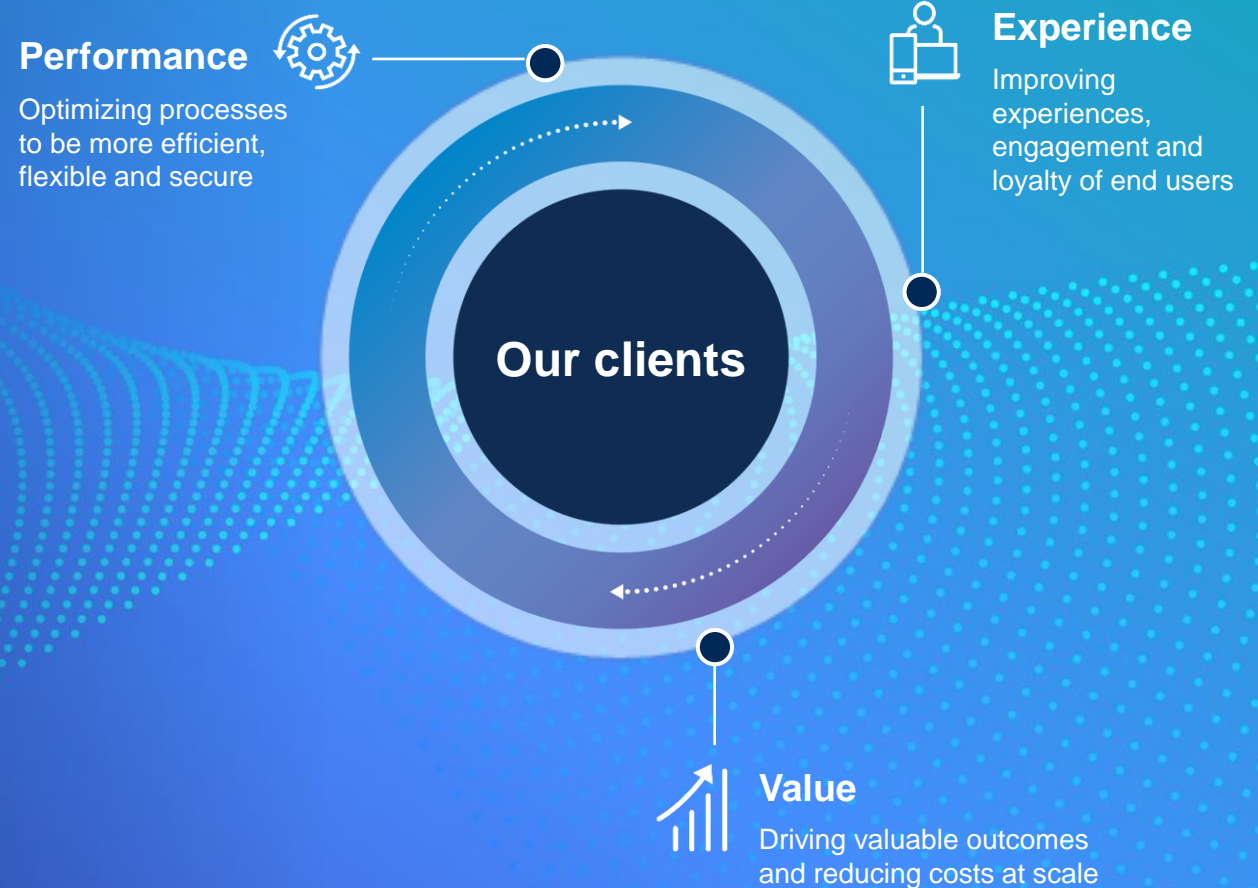 Performance
Optimizing processes
to be more efficient,
flexible and secure
Experience
Improving
experiences,
engagement and
loyalty of end users
Our clients
Value
Driving valuable outcomes
and reducing costs at scale